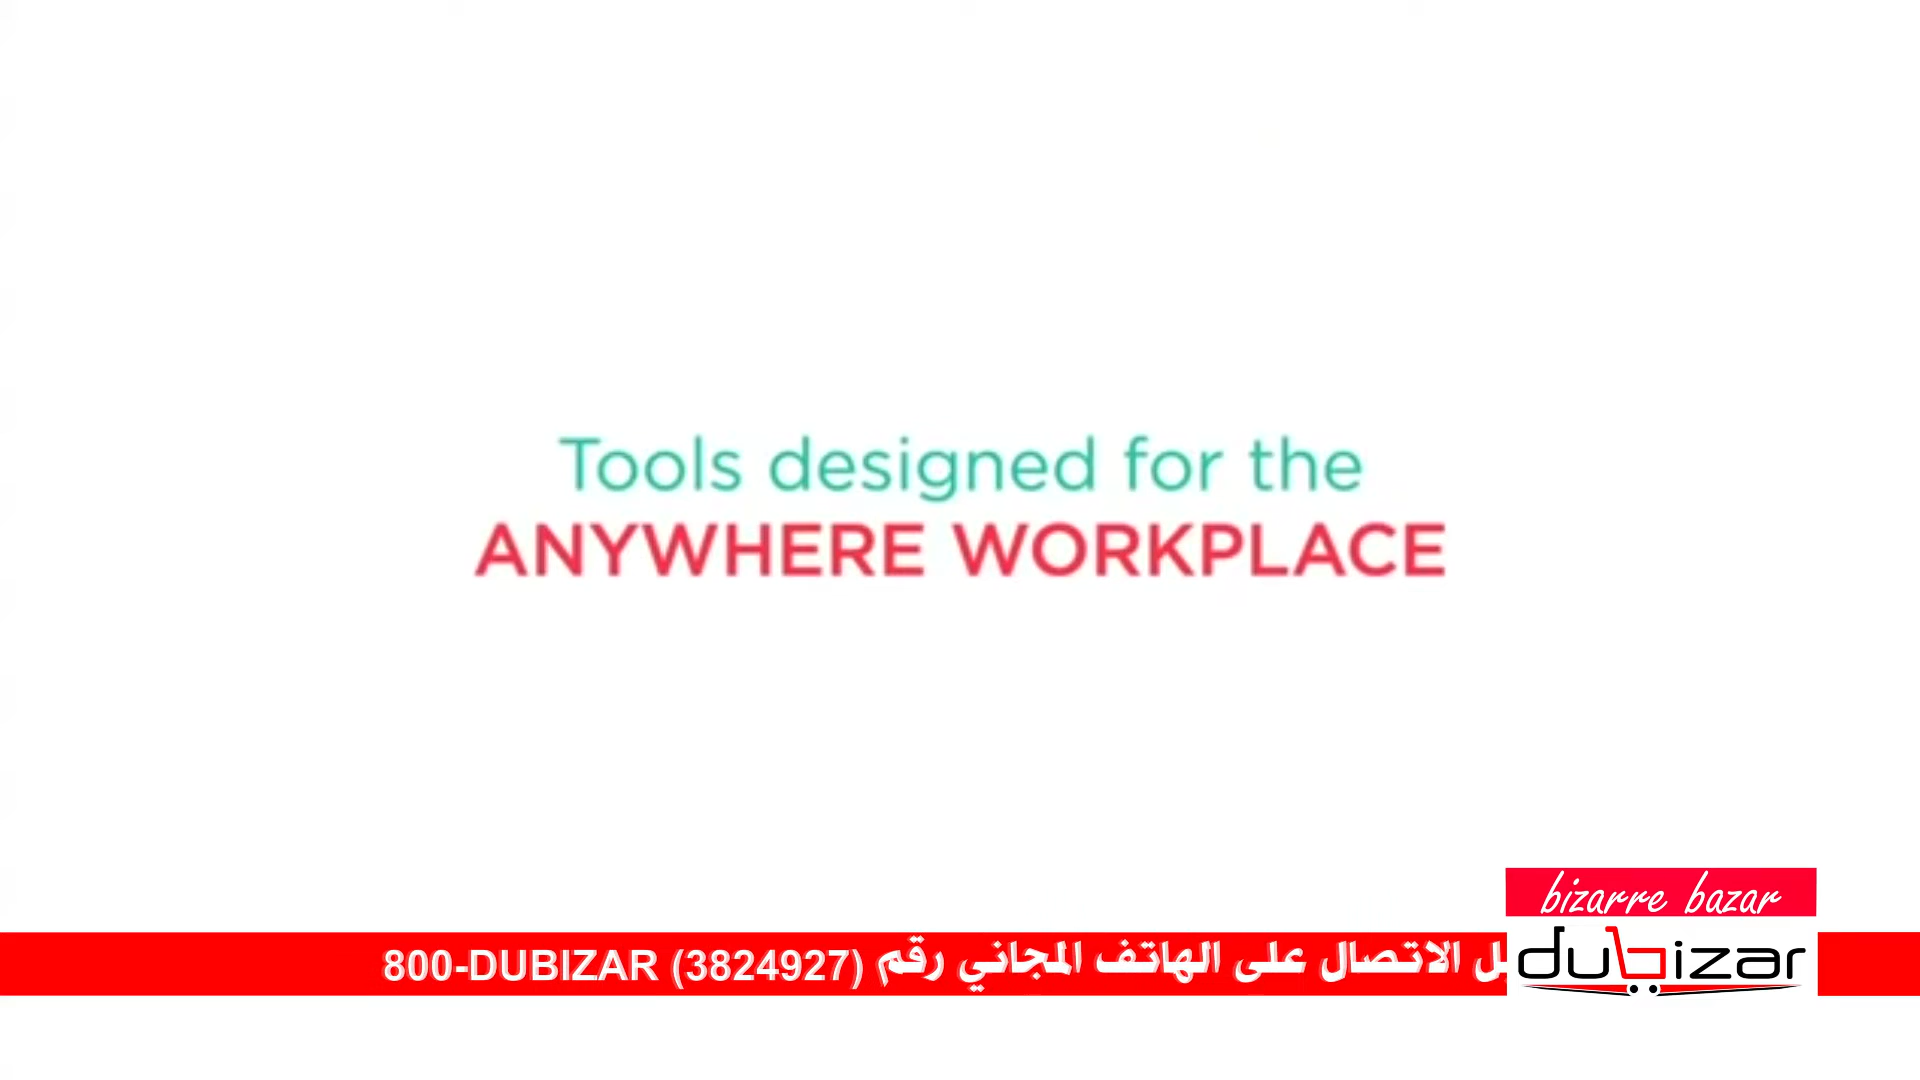 Tools designed for the
ANYWHERE WORKPLACE
bizarre bazar
الاتصال على الهاتف المجاني رقم 800-DUBIZAR (3824927)
dubizar